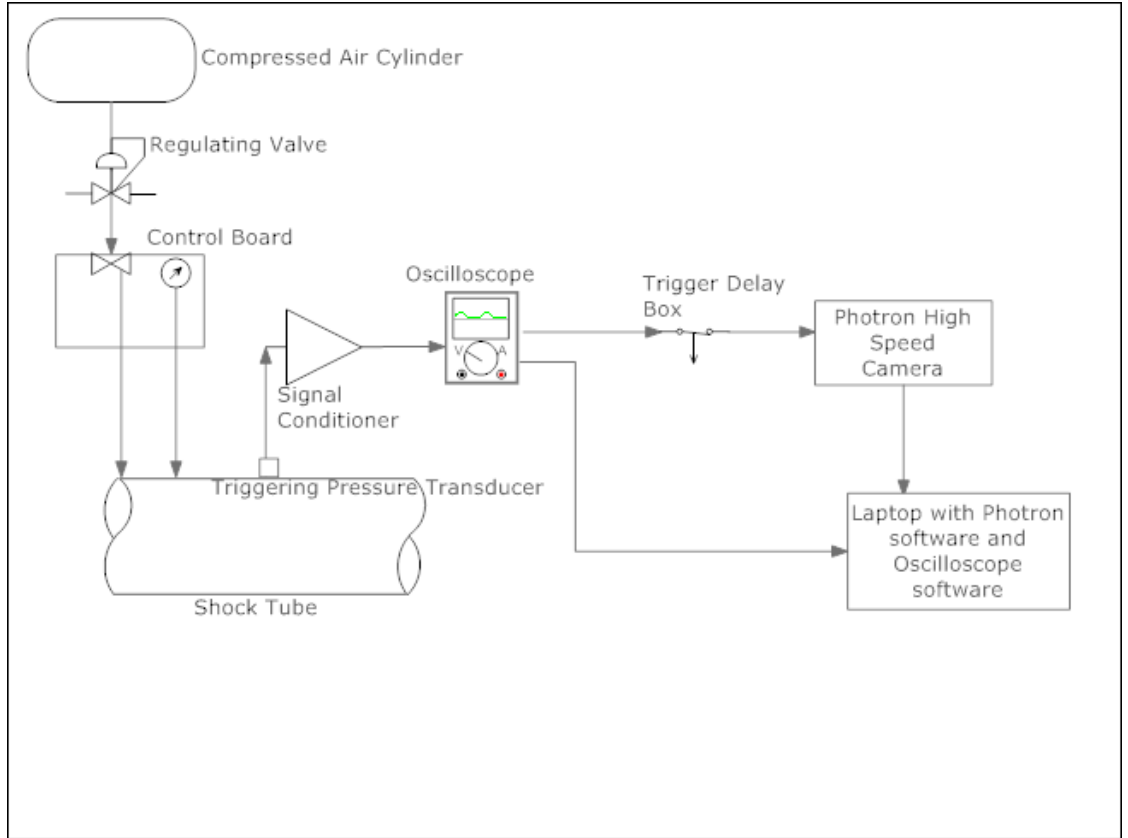 Compressed Air Cylinder
Regulating Valve
Control Board
Oscilloscope
V A
Trigger Delay
Box
Photron High
Speed
Camera
Signal
Conditioner
Triggering Pressure Transducer
Laptop with Photron
software and
Oscilloscope
software
Shock Tube